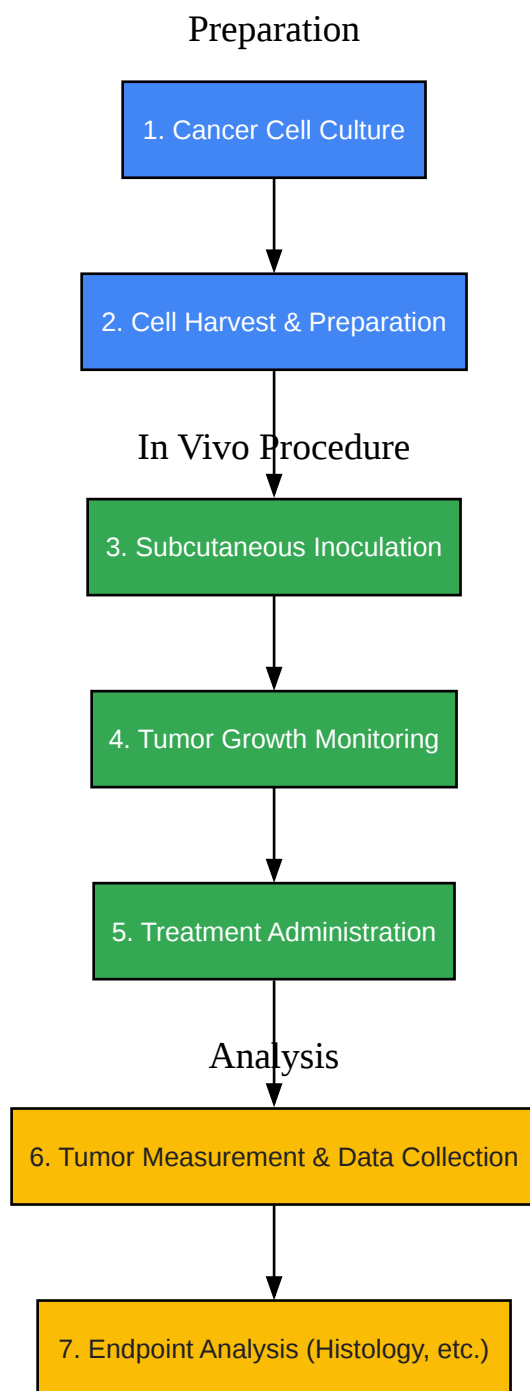 Preparation
1. Cancer Cell Culture
2. Cell Harvest & Preparation
In Vivo Procedure
3. Subcutaneous Inoculation
4. Tumor Growth Monitoring
5. Treatment Administration
Analysis
6. Tumor Measurement & Data Collection
7. Endpoint Analysis (Histology, etc.)